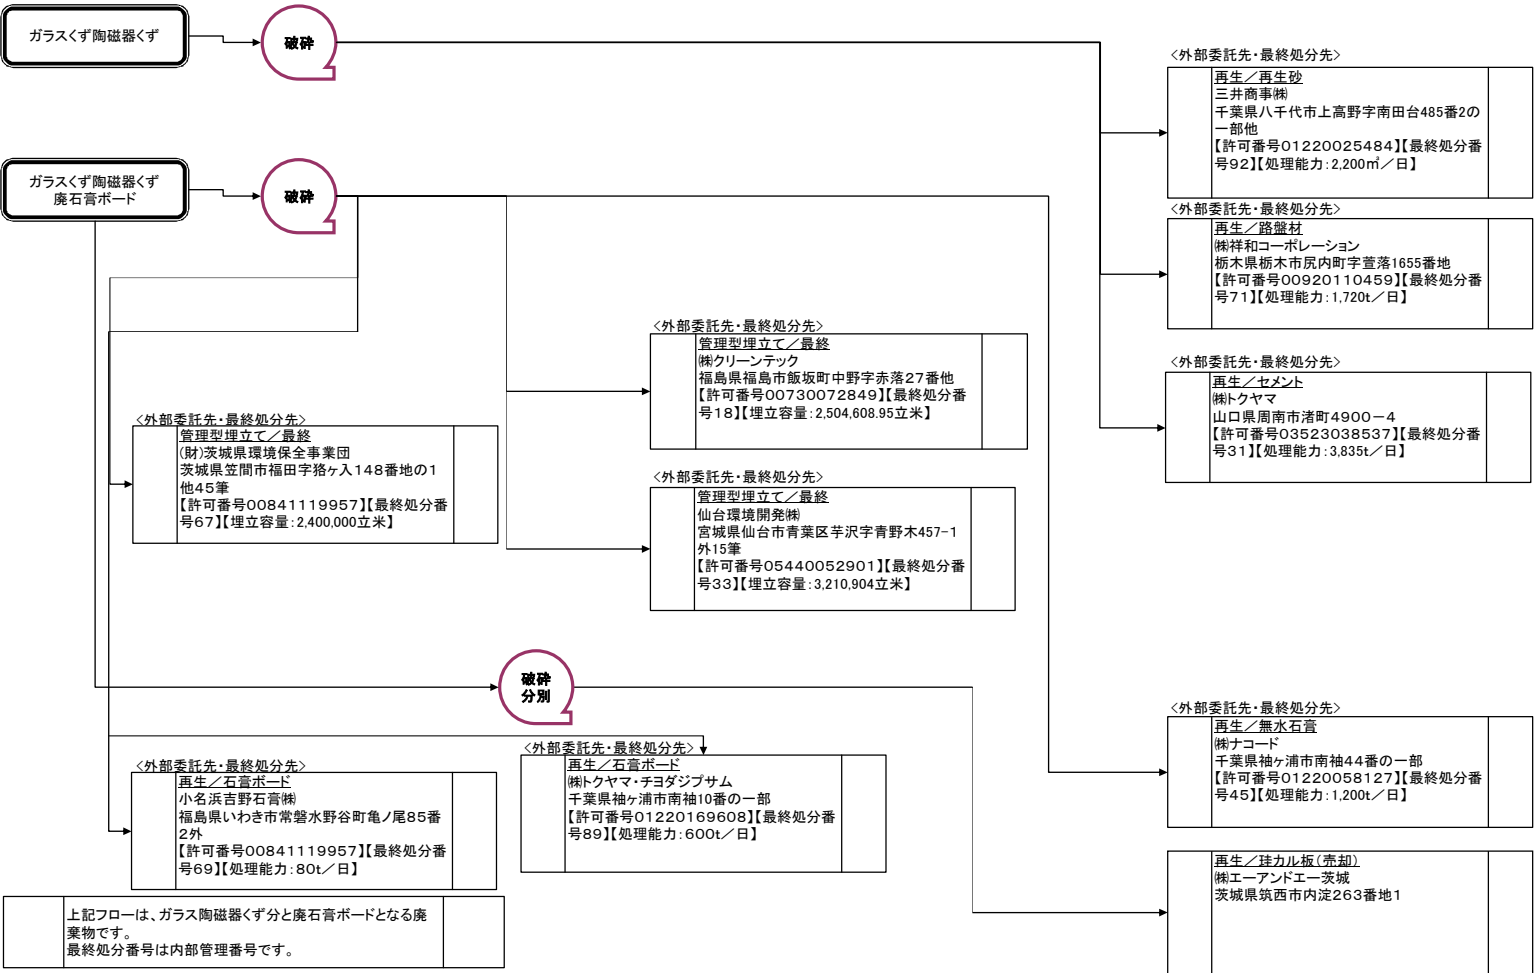 ガラスくず陶磁器くず
破砕
<外部委託先・最終処分先>
再生／再生砂
三井商事㈱
千葉県八千代市上高野字南田台485番2の
一部他
【許可番号01220025484】【最終処分番
号92】【処理能力：2,200㎥／日】
ガラスくず陶磁器くず
廃石膏ボード
破砕
<外部委託先・最終処分先>
再生／路盤材
㈱祥和コーポレーション
栃木県栃木市尻内町字萱落1655番地
【許可番号00920110459】【最終処分番
号71】【処理能力：1,720t／日】
<外部委託先・最終処分先>
管理型埋立て／最終
㈱クリーンテック
福島県福島市飯坂町中野字赤落27番他
【許可番号00730072849】【最終処分番
号18】【埋立容量：2,504,608.95立米】
<外部委託先・最終処分先>
再生／セメント
㈱トクヤマ
山口県周南市渚町4900－4
【許可番号03523038537】【最終処分番
号31】【処理能力：3,835t／日】
<外部委託先・最終処分先>
管理型埋立て／最終
(財)茨城県環境保全事業団
茨城県笠間市福田字狢ヶ入148番地の1
他45筆
【許可番号00841119957】【最終処分番
号67】【埋立容量：2,400,000立米】
<外部委託先・最終処分先>
管理型埋立て／最終
仙台環境開発㈱
宮城県仙台市青葉区芋沢字青野木457-1
外15筆
【許可番号05440052901】【最終処分番
号33】【埋立容量：3,210,904立米】
破砕
分別
<外部委託先・最終処分先>
再生／無水石膏
㈱ナコード
千葉県袖ヶ浦市南袖44番の一部
【許可番号01220058127】【最終処分番
号45】【処理能力：1,200t／日】
<外部委託先・最終処分先>
再生／石膏ボード
㈱トクヤマ・チヨダジプサム
千葉県袖ヶ浦市南袖10番の一部
【許可番号01220169608】【最終処分番
号89】【処理能力：600t／日】
<外部委託先・最終処分先>
再生／石膏ボード
小名浜吉野石膏㈱
福島県いわき市常磐水野谷町亀ノ尾85番
2外
【許可番号00841119957】【最終処分番
号69】【処理能力：80t／日】
再生／珪カル板（売却）
㈱エーアンドエー茨城
茨城県筑西市内淀263番地1
上記フローは、ガラス陶磁器くず分と廃石膏ボードとなる廃
棄物です。
最終処分番号は内部管理番号です。